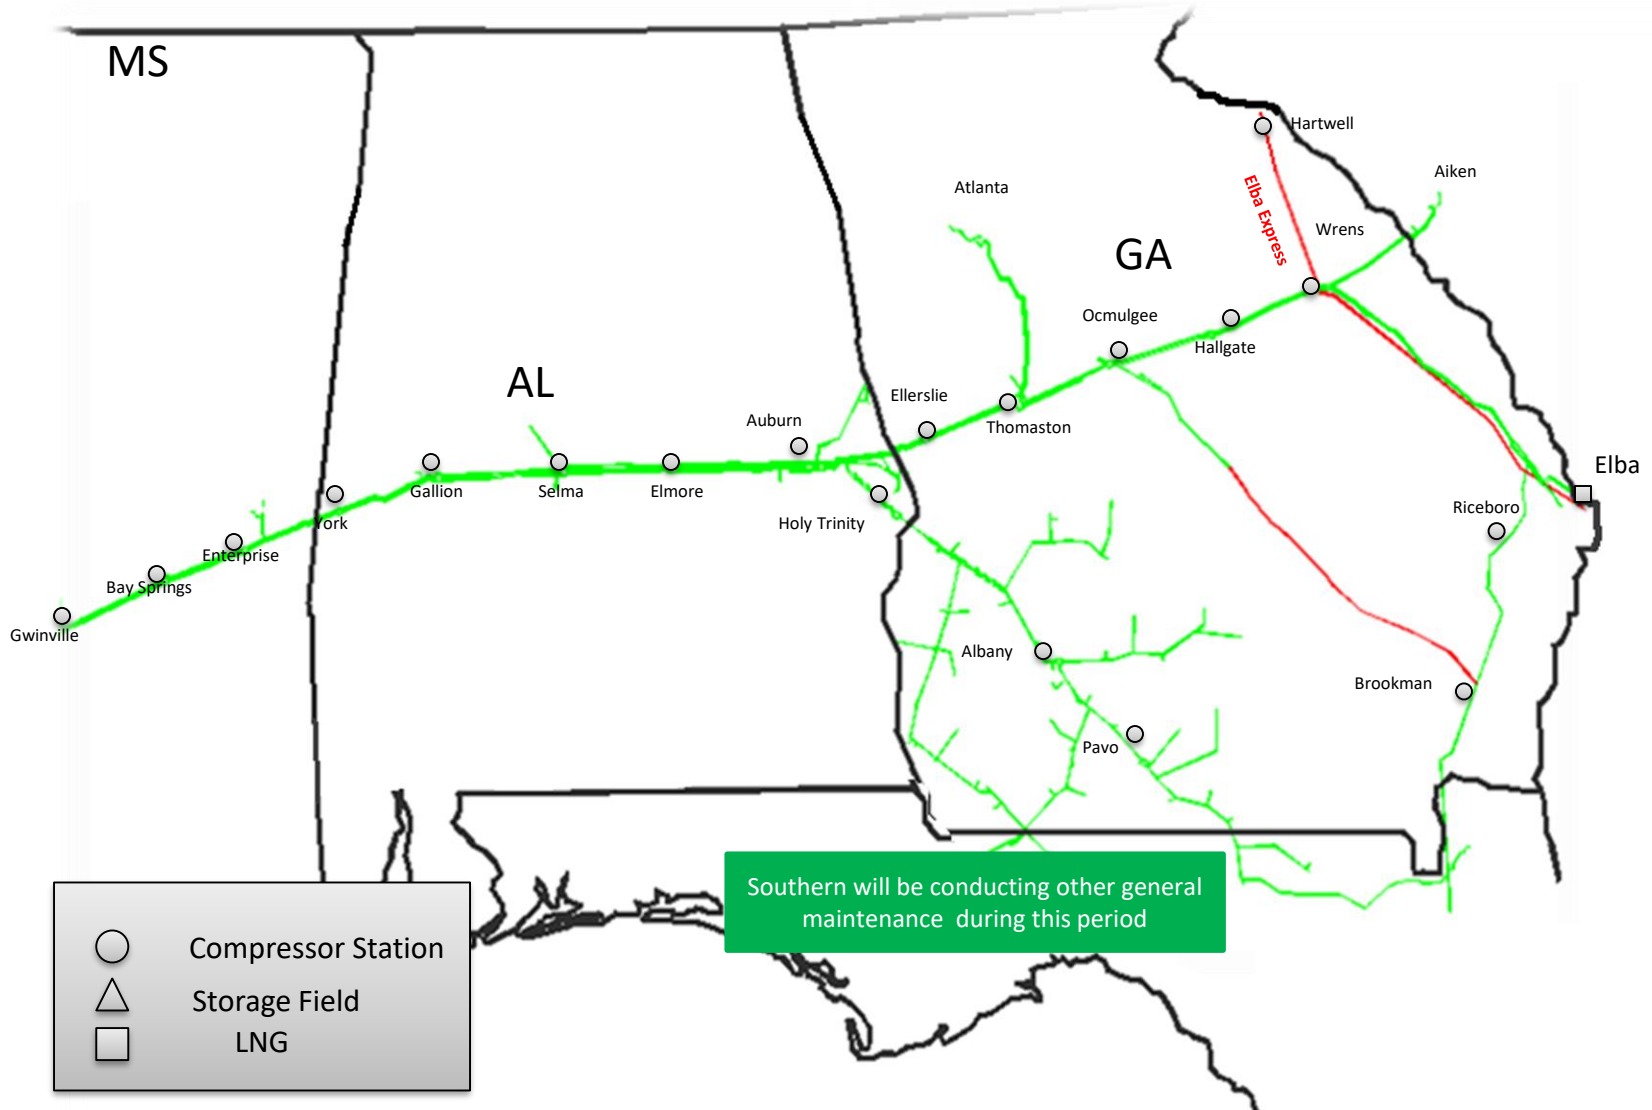 MS
Hartwell
Aiken
Atlanta
Elba Express
Wrens
GA
Ocmulgee
Hallgate
AL
Ellerslie
Auburn
Thomaston
Elba
Gallion
Selma
Elmore
Riceboro
York
Holy Trinity
Enterprise
Bay Springs
Gwinville
Albany
Brookman
Pavo
Southern will be conducting other general
maintenance  during this period
Compressor Station
Storage Field
LNG